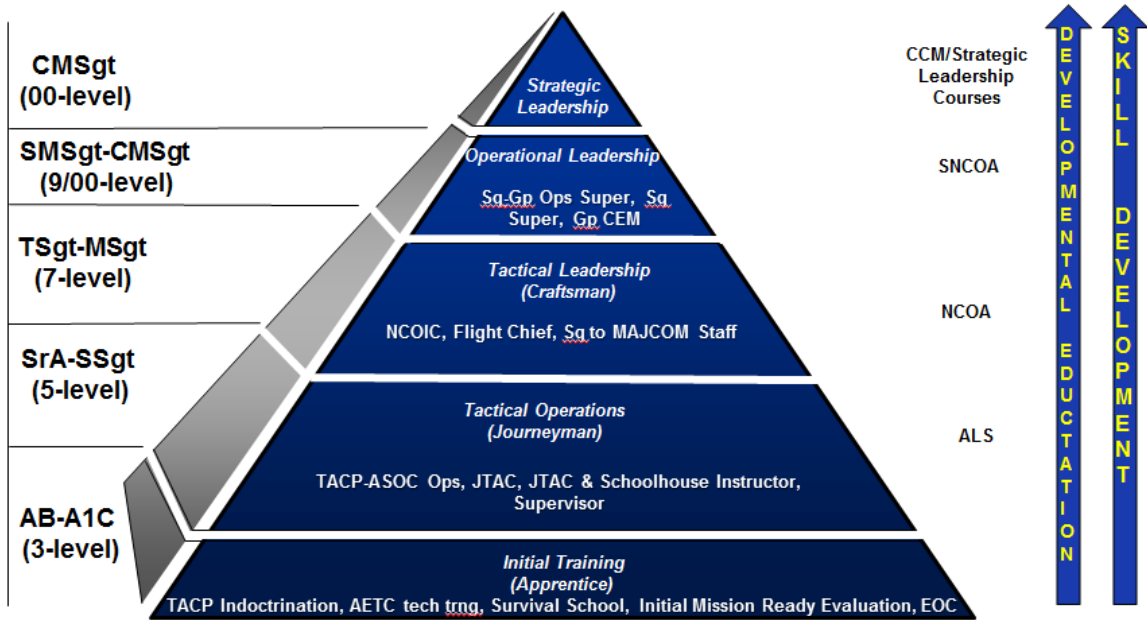 CMSgt
(00-level)
SMSgt-CMSgt
(9/00-level)
TSgt-MSgt
(7-level)
SrA-SSgt
(5-level)
AB-A1C
(3-level)
Strategic
Leadership
Operational Leadership
Sq-Gp Ops Super, Sq
Super, Gp CEM
Tactical Leadership
(Craftsman)
NCOIC, Flight Chief, Sq to MAJCOM Staff
Tactical Operations
(Journeyman)
TACP-ASOC Ops, JTAC, JTAC & Schoolhouse Instructor,
Supervisor
Initial Training
(Apprentice)
TACP Indoctrination, AETC tech trng, Survival School, Initial Mission Ready Evaluation, EOC
CCM/Strategic
Leadership
Courses
SNCOA
NCOA
ALS
DEVELOPMENTAL EDUCTATION
SKILL DEVELOPMENT